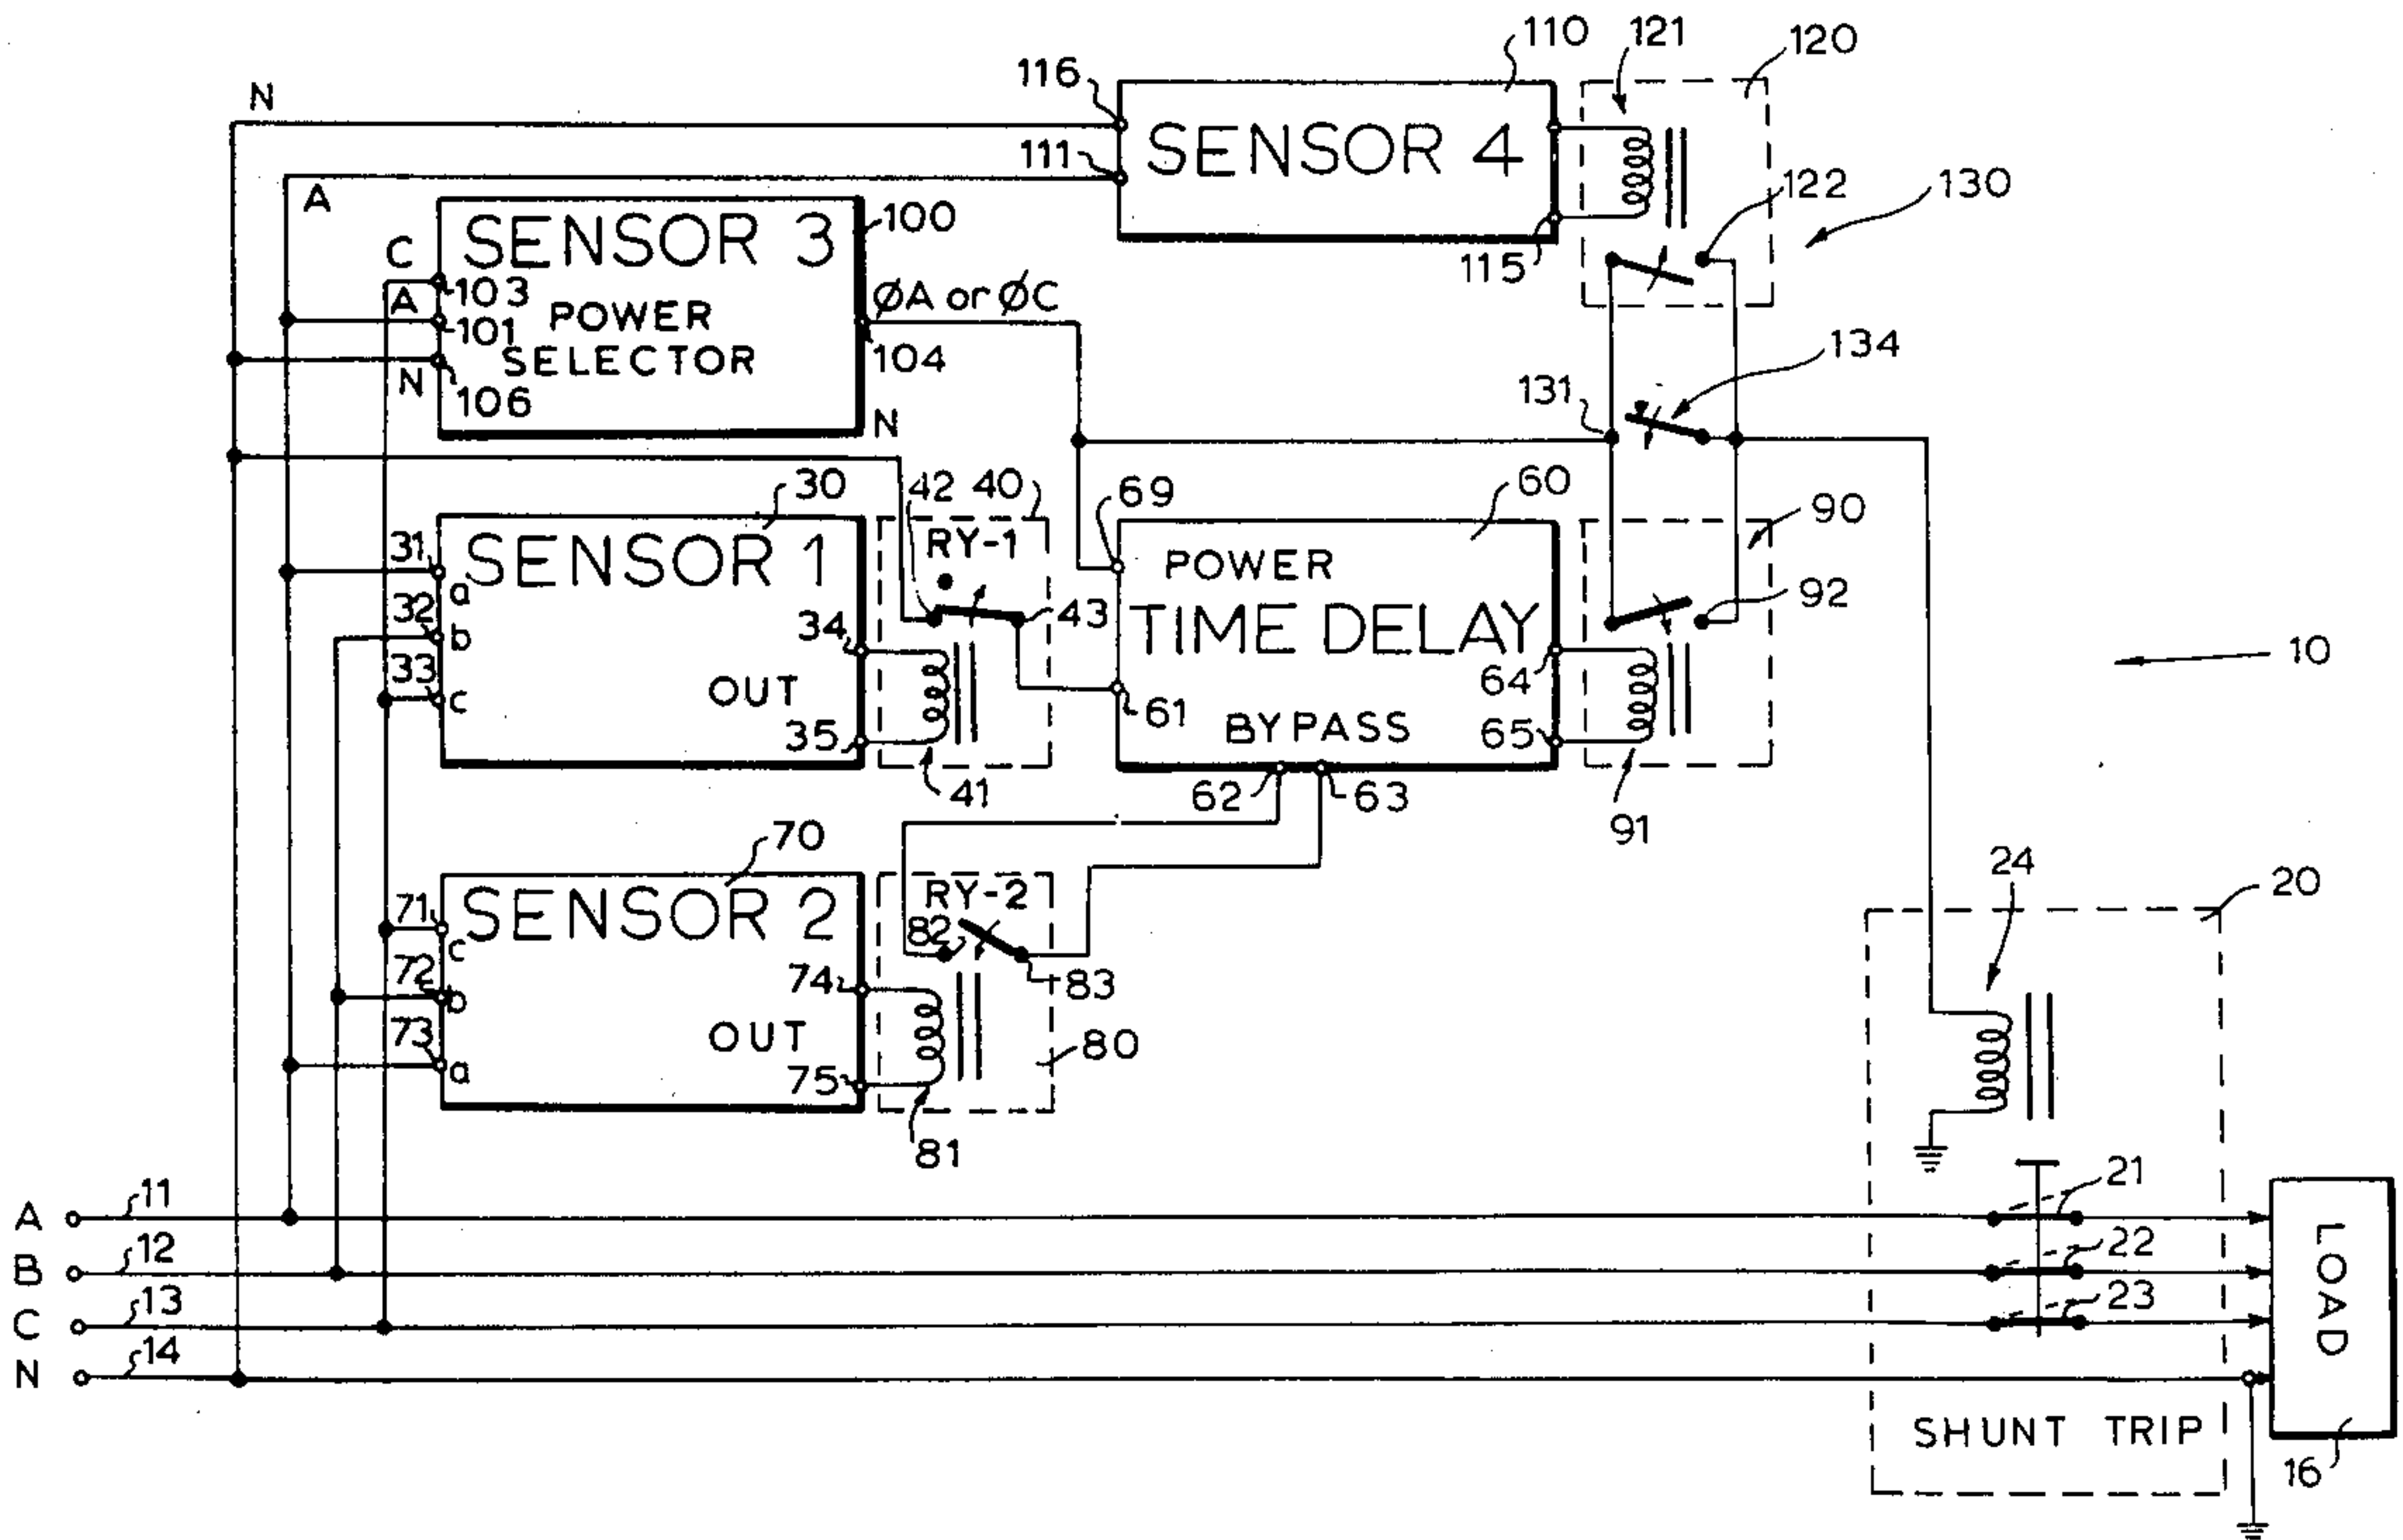 110
121
120
116
N
SENSOR 4
111
A
122
130
115
SENSOR 3
100
C
103
A
101
POWER
SELECTOR
N
106
ØA or ØC
104
N
134
131
30
42
40
69
60
90
RY-1
SENSOR 1
31
a
32
b
33
c
34
OUT
35
43
41
POWER
TIME DELAY
92
64
61
BYPASS
65
10
62
63
91
70
SENSOR 2
RY-2
71
c
82
72
b
74
83
73
a
OUT
75
80
81
24
20
A
11
21
B
12
22
C
13
23
N
14
LOAD
SHUNT TRIP
16